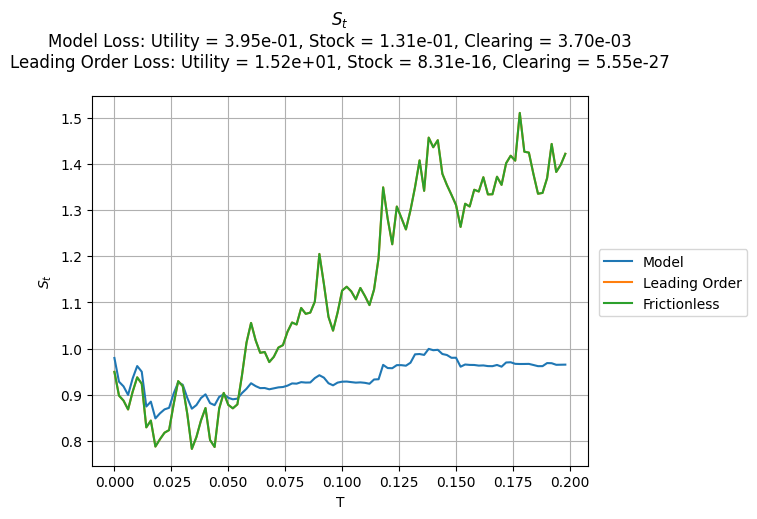 S_t
Model Loss: Utility = 3.95e-01, Stock = 1.31e-01, Clearing = 3.70e-03
Leading Order Loss: Utility = 1.52e+01, Stock = 8.31e-16, Clearing = 5.55e-27
1.5
1.4
1.3
1.2
1.1
1.0
0.9
0.8
S_t
0.000
0.025
0.050
0.075
0.100
0.125
0.150
0.175
0.200
T
Model
Leading Order
Frictionless